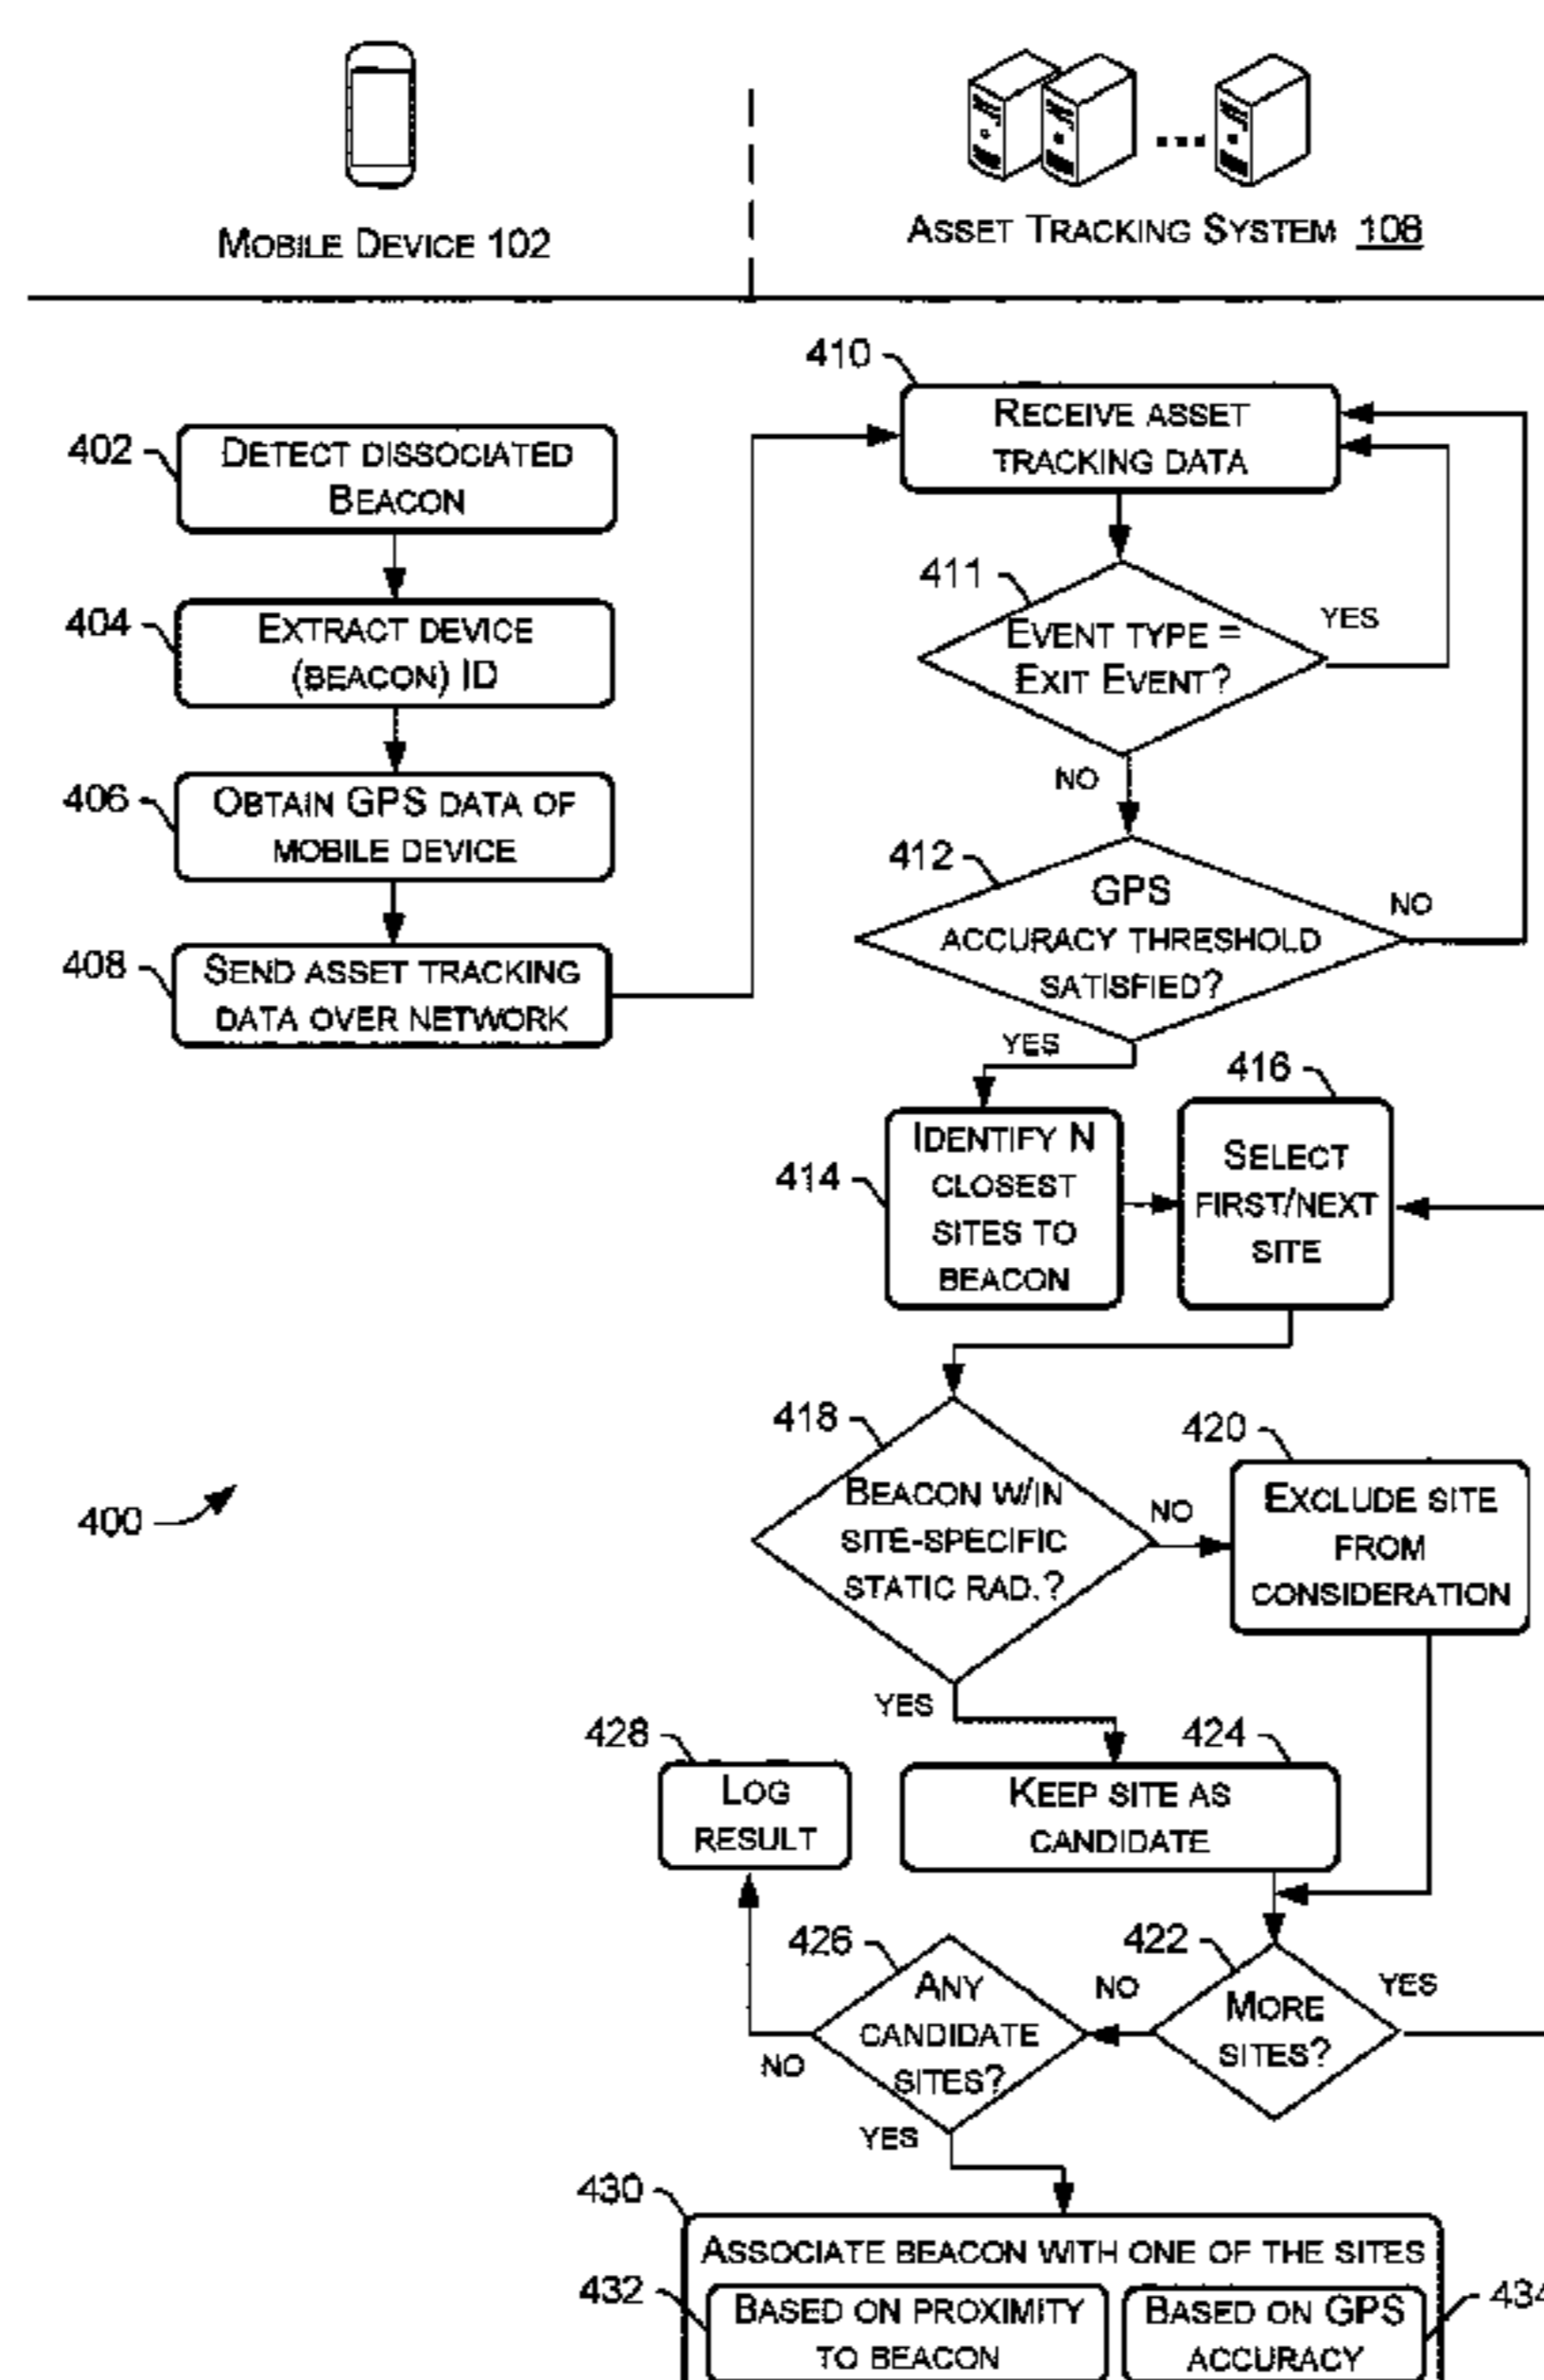 MOBILE DEVICE 102
ASSET TRACKING SYSTEM 108
402
DETECT DISSOCIATED
BEACON
404
EXTRACT DEVICE
(BEACON) ID
406
OBTAIN GPS DATA OF
MOBILE DEVICE
408
SEND ASSET TRACKING
DATA OVER NETWORK
410
RECEIVE ASSET
TRACKING DATA
411
EVENT TYPE =
EXIT EVENT?
YES
NO
412
GPS
ACCURACY THRESHOLD
SATISFIED?
NO
YES
414
IDENTIFY N
CLOSEST
SITES TO
BEACON
416
SELECT
FIRST/NEXT
SITE
418
BEACON W/IN
SITE-SPECIFIC
STATIC RAD.?
NO
YES
420
EXCLUDE SITE
FROM
CONSIDERATION
400
428
LOG
RESULT
424
KEEP SITE AS
CANDIDATE
426
ANY
CANDIDATE
SITES?
NO
YES
422
MORE
SITES?
NO
YES
430
ASSOCIATE BEACON WITH ONE OF THE SITES
432
BASED ON PROXIMITY
TO BEACON
BASED ON GPS
ACCURACY
434